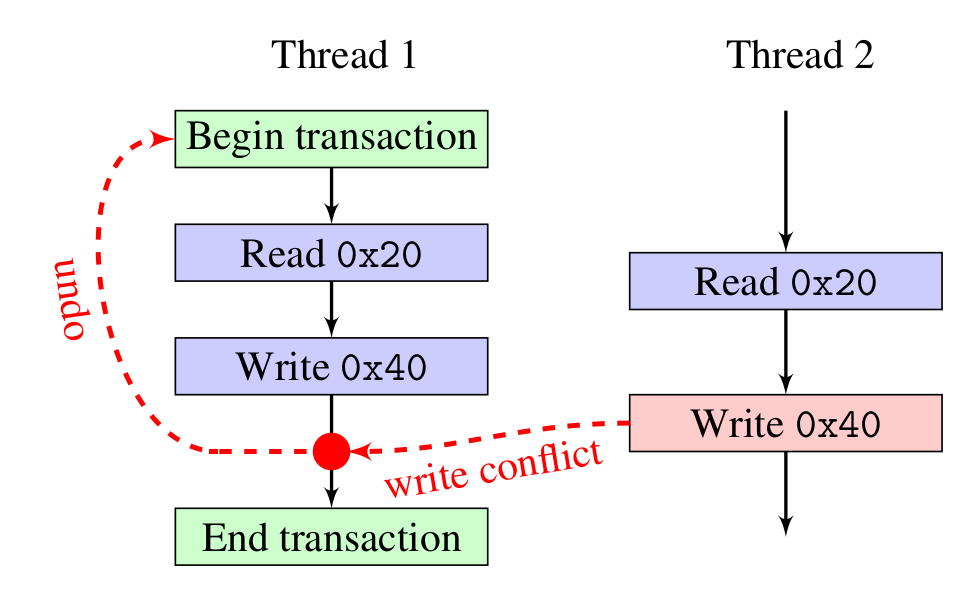 Thread 1
Thread 2
Begin transaction
Read 0x20
Read 0x20
undo
Write 0x40
Write 0x40
write conflict
End transaction